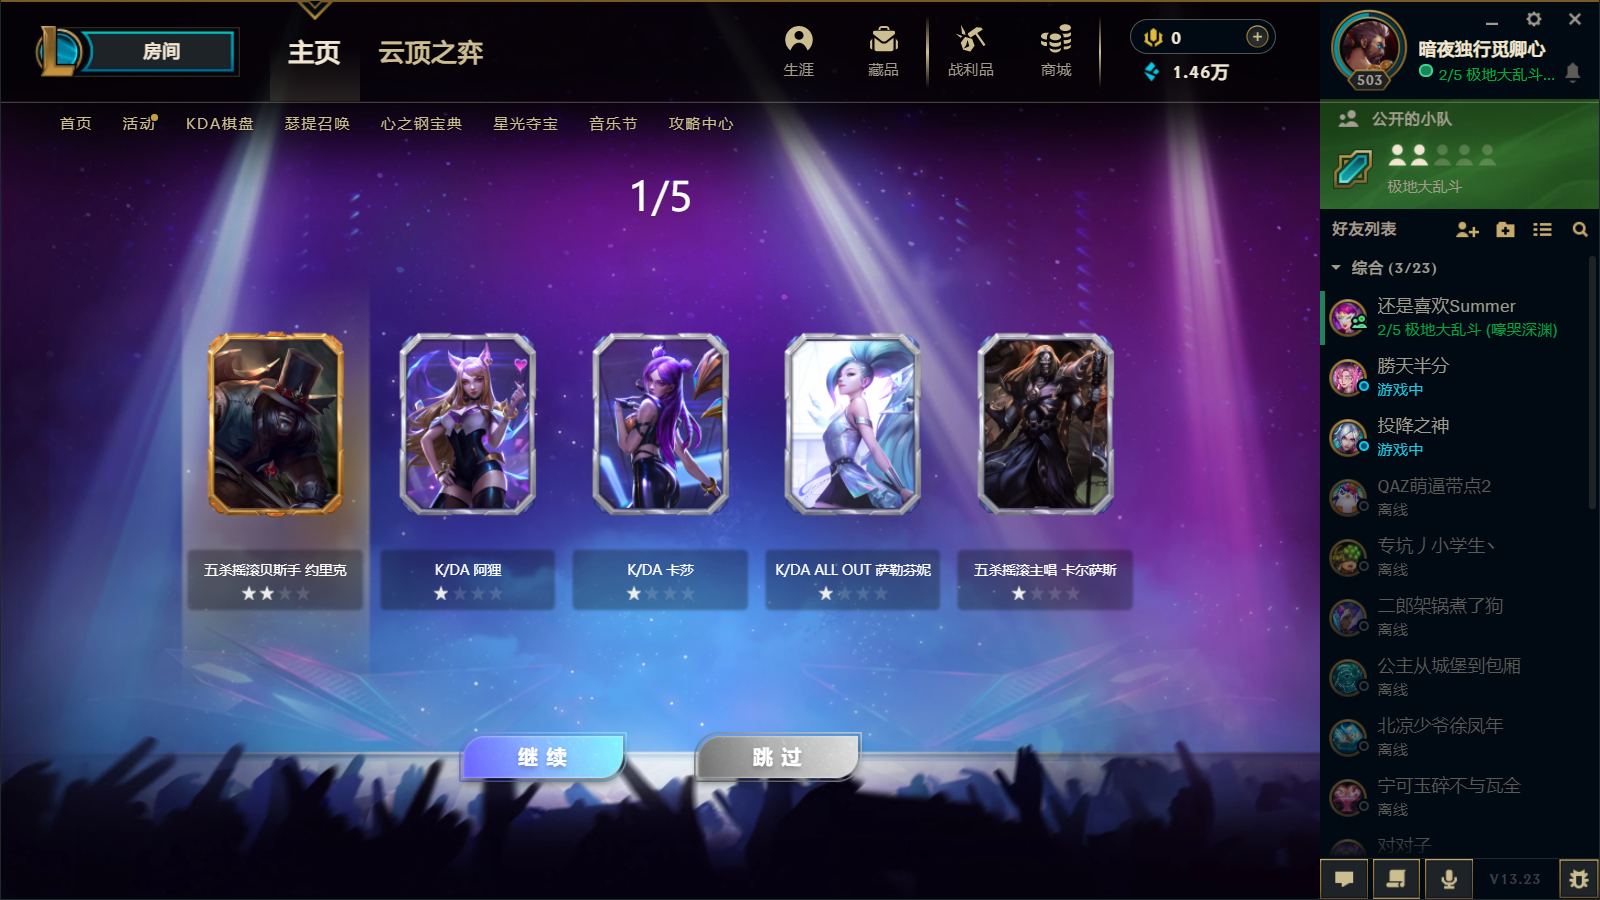 房间
主页
云顶之弈
生涯
藏品
战利品
商城
0
1.46万
503
暗夜独行觅卿心
2/5 极地大乱斗...
首页
活动
KDA棋盘
瑟提召唤
心之钢宝典
星光夺宝
音乐节
攻略中心
1/5
五杀摇滚贝斯手 约里克
K/DA 阿狸
K/DA 卡莎
K/DA ALL OUT 萨勒芬妮
五杀摇滚主唱 卡尔萨斯
继续
跳过
公开的小队
极地大乱斗
好友列表
综合 (3/23)
还是喜欢Summer
2/5 极地大乱斗 (嚎哭深渊)
勝天半分
游戏中
投降之神
游戏中
QAZ萌逼带点2
离线
专坑丿小学生丶
离线
二郎架锅煮了狗
离线
公主从城堡到包厢
离线
北凉少爷徐凤年
离线
宁可玉碎不与瓦全
离线
对对子
V13.23